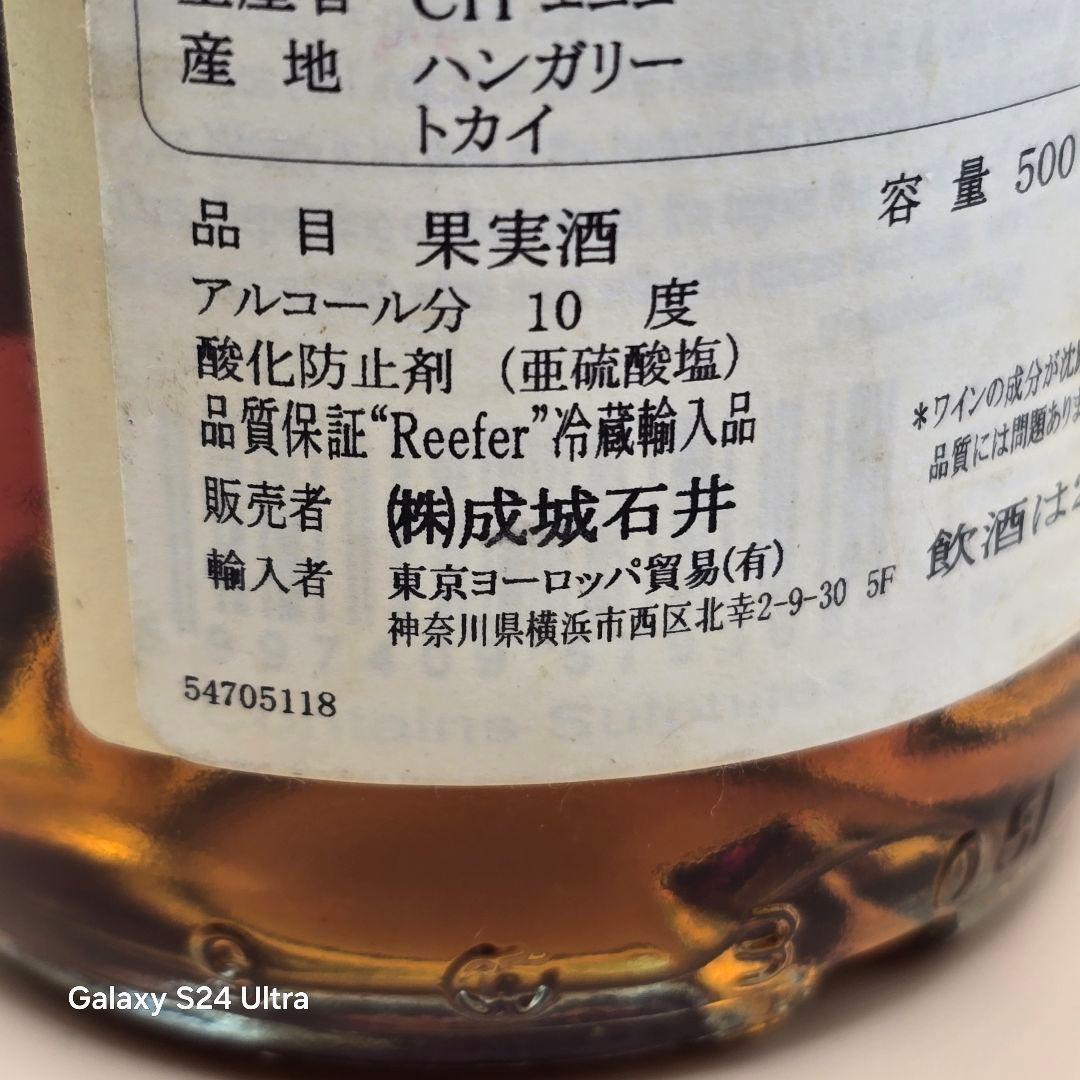 産 地 ハンガリー
トカイ
容 量 500
品 目 果実酒
アルコール分 10 度
酸化防止剤 (亜硫酸塩)
品質保証“Reefer”冷蔵輸入品
*ワインの成分が沈
品質には問題あり
販売者 ㈱成城石井
飲酒は2
輸入者 東京ヨーロッパ貿易(有)
神奈川県横浜市西区北幸2-9-30 5F
54705118
Galaxy S24 Ultra